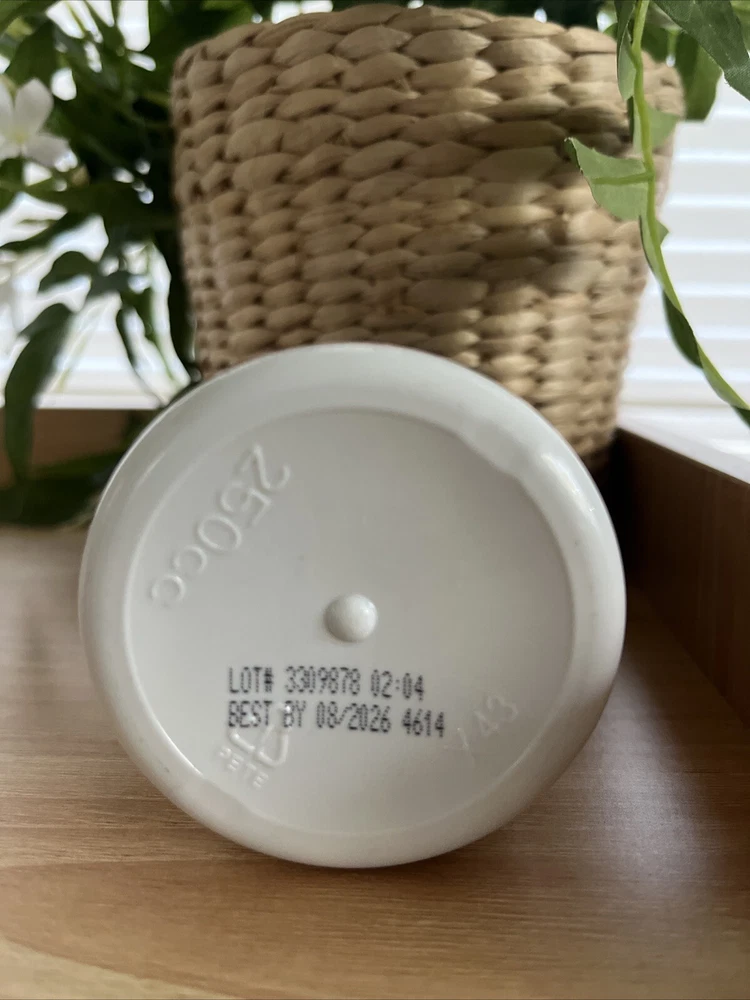 250cc
LOT# 3309878 02:04
BEST BY 08/2026 4614
PETE